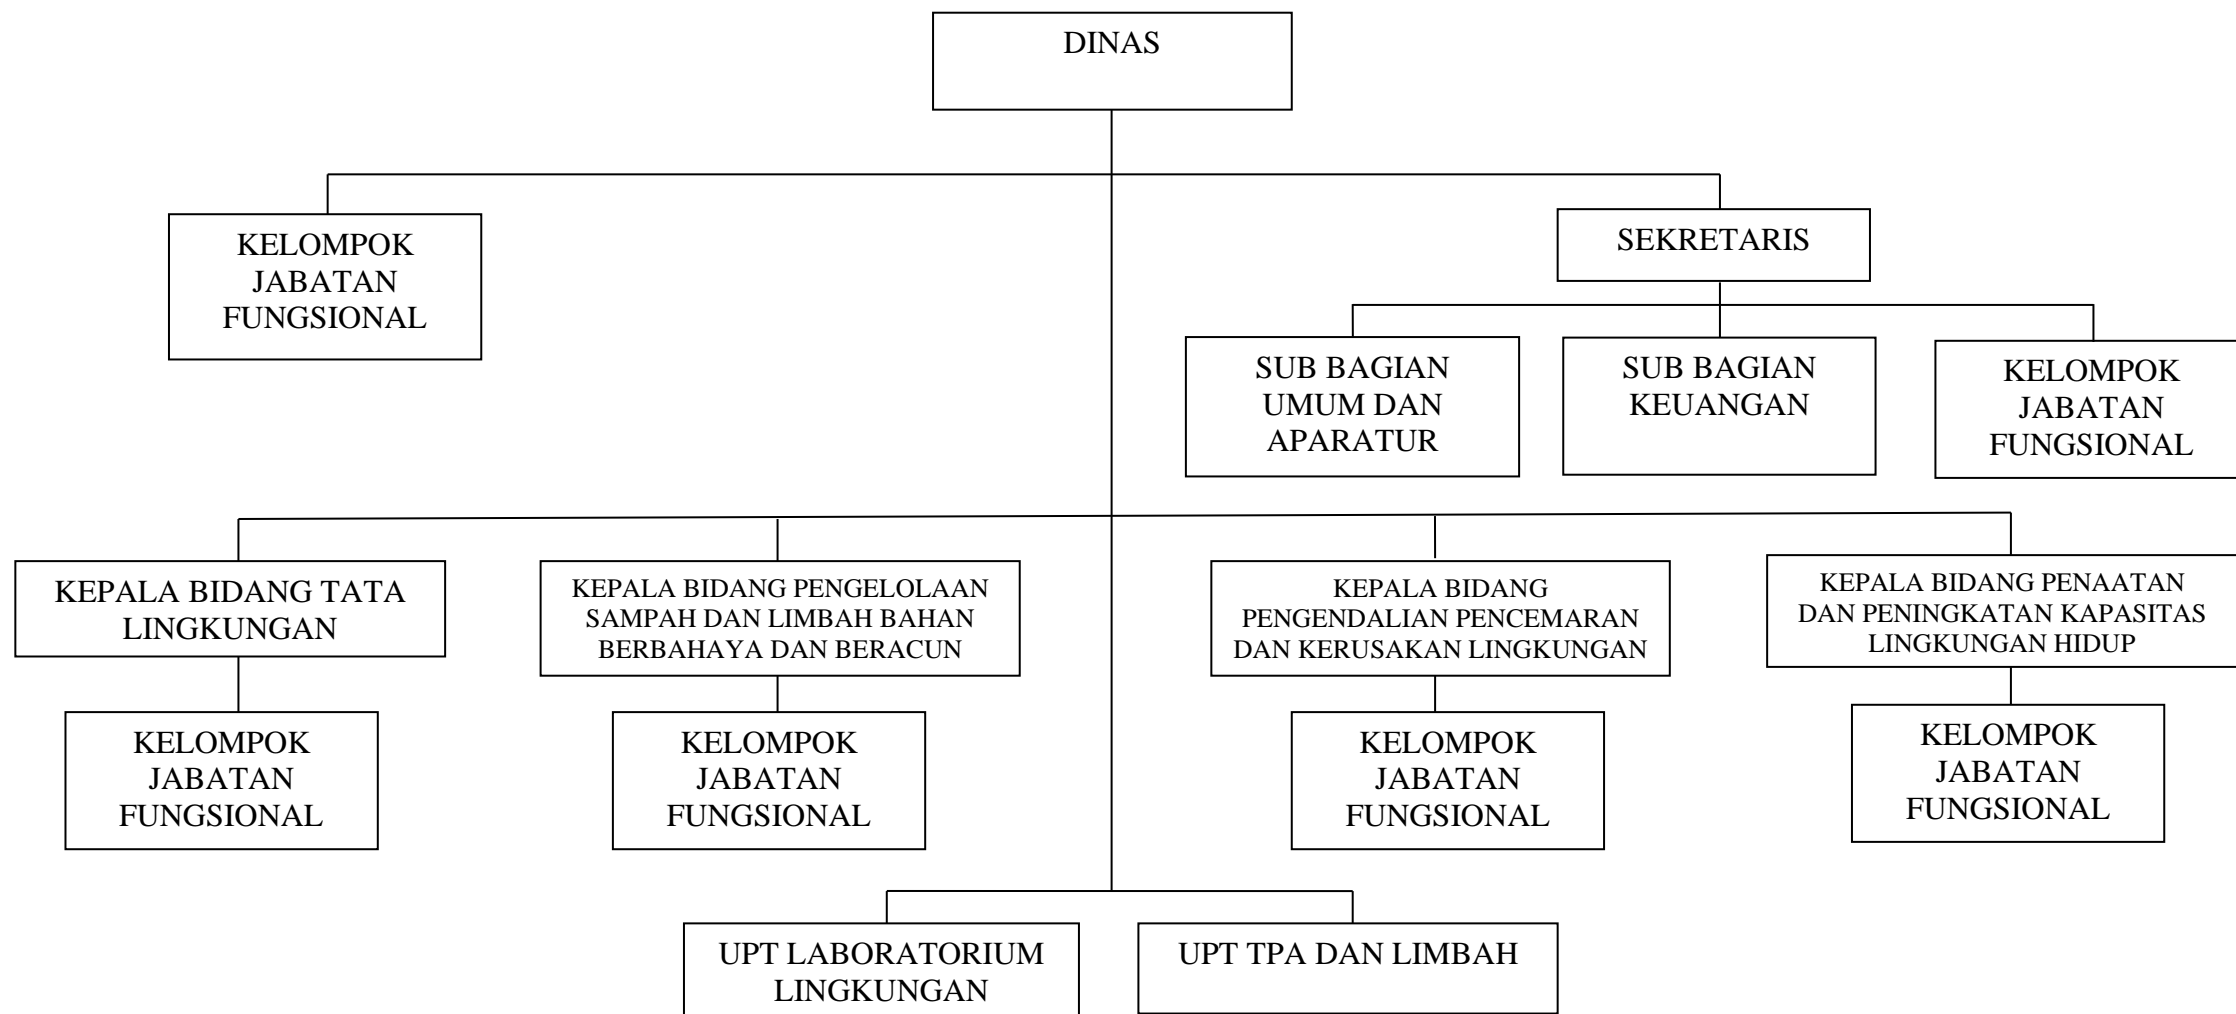 DINAS
KELOMPOK
JABATAN
FUNGSIONAL
SEKRETARIS
SUB BAGIAN
UMUM DAN
APARATUR
SUB BAGIAN
KEUANGAN
KELOMPOK
JABATAN
FUNGSIONAL
KEPALA BIDANG TATA
LINGKUNGAN
KEPALA BIDANG PENGELOLAAN
SAMPAH DAN LIMBAH BAHAN
BERBAHAYA DAN BERACUN
KEPALA BIDANG
PENGENDALIAN PENCEMARAN
DAN KERUSAKAN LINGKUNGAN
KEPALA BIDANG PENAATAN
DAN PENINGKATAN KAPASITAS
LINGKUNGAN HIDUP
KELOMPOK
JABATAN
FUNGSIONAL
KELOMPOK
JABATAN
FUNGSIONAL
KELOMPOK
JABATAN
FUNGSIONAL
KELOMPOK
JABATAN
FUNGSIONAL
UPT LABORATORIUM
LINGKUNGAN
UPT TPA DAN LIMBAH